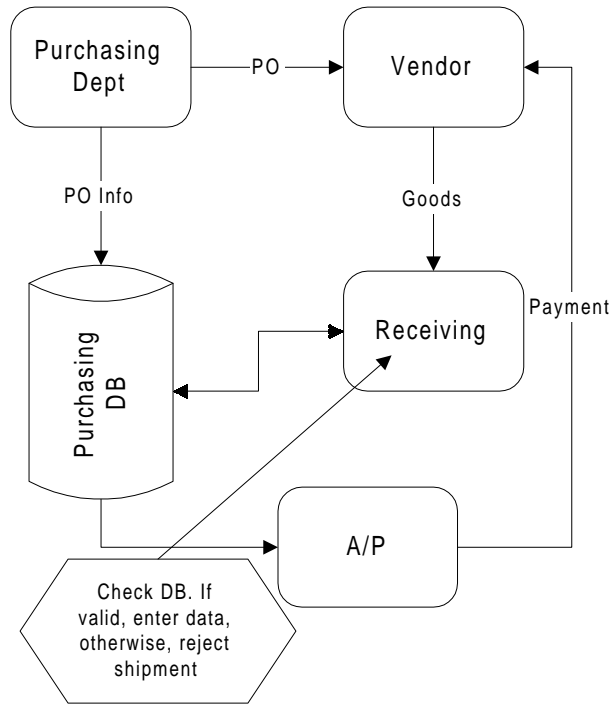 Purchasing
Dept
PO
Vendor
PO Info
Goods
Purchasing
DB
Receiving
Payment
A/P
Check DB. If
valid, enter data,
otherwise, reject
shipment